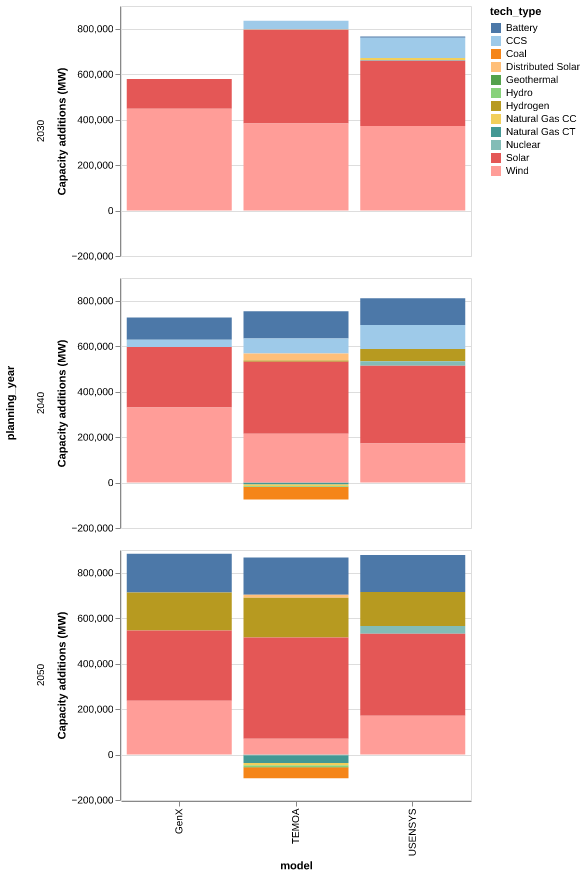 tech_type
Battery
CCS
Coal
Distributed Solar
Geothermal
Hydro
Hydrogen
Natural Gas CC
Natural Gas CT
Nuclear
Solar
Wind
planning_year
2030
Capacity additions (MW)
800,000
600,000
400,000
200,000
0
−200,000
2040
Capacity additions (MW)
800,000
600,000
400,000
200,000
0
−200,000
2050
Capacity additions (MW)
800,000
600,000
400,000
200,000
0
−200,000
GenX
TEMOA
USENSYS
model